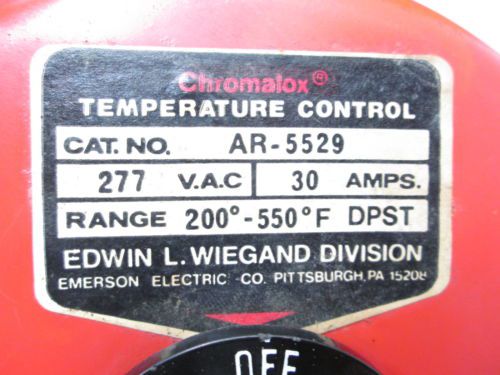 Chromalox®
TEMPERATURE CONTROL
CAT. NO. AR-5529
277 V.A.C 30 AMPS.
RANGE 200°-550°F DPST
EDWIN L. WIEGAND DIVISION
EMERSON ELECTRIC CO. PITTSBURGH, PA 15208
OFF